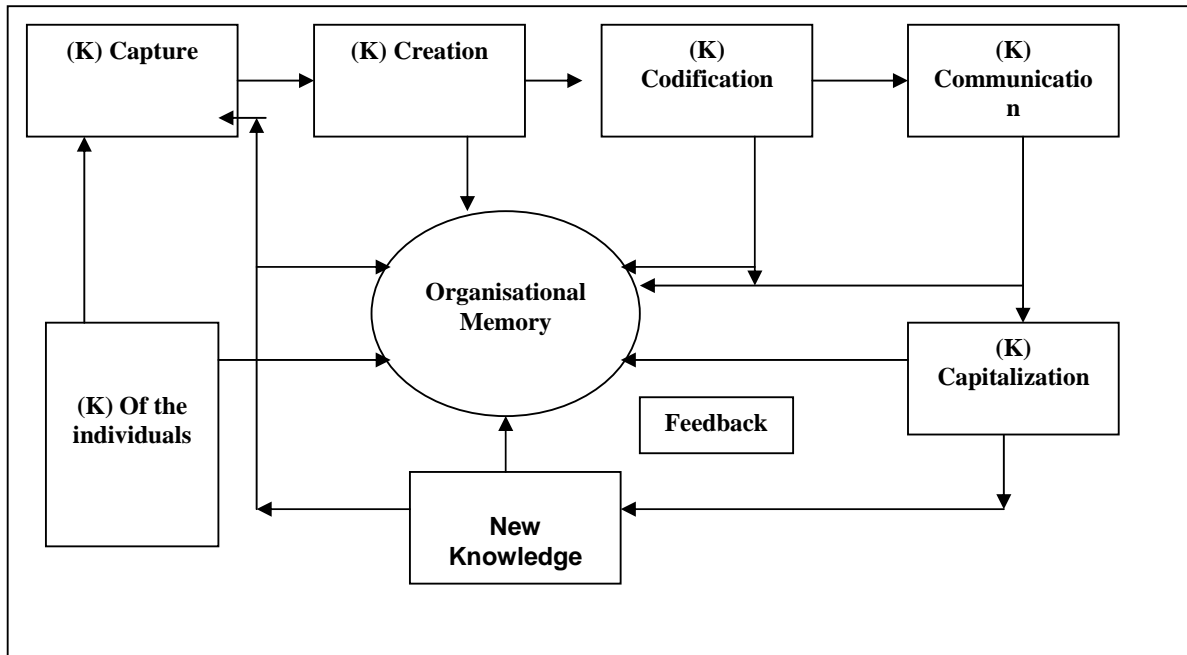 (K) Capture
(K) Creation
(K)
Codification
(K)
Communicatio
n
Organisational
Memory
(K)
Capitalization
(K) Of the
individuals
Feedback
New
Knowledge